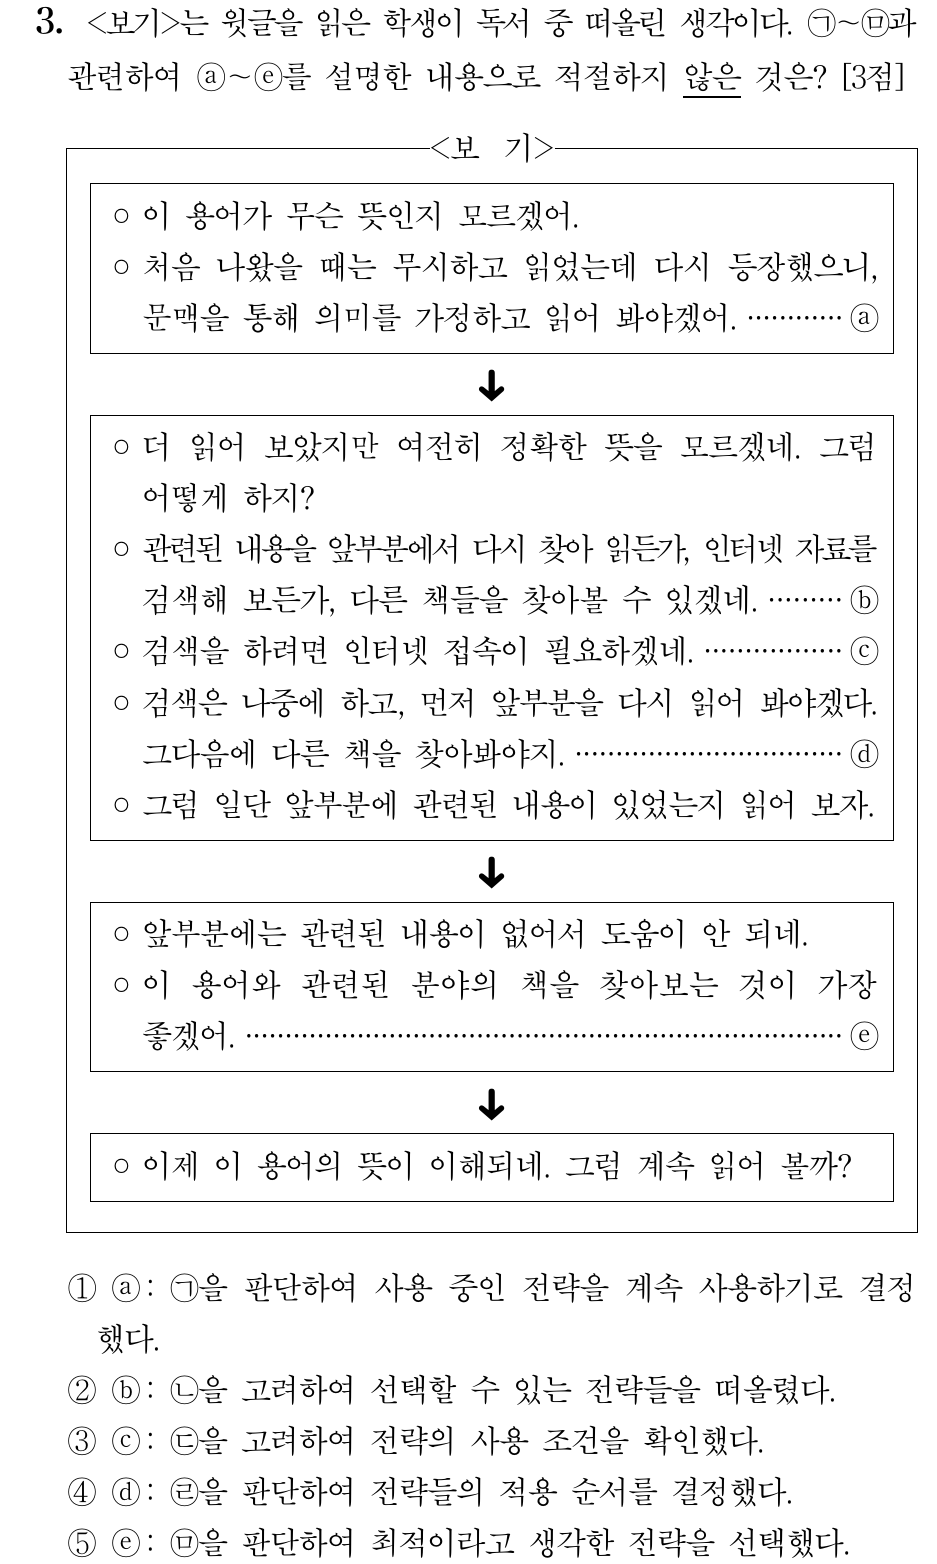 3. <보기>는 윗글을 읽은 학생이 독서 중 떠올린 생각이다. ㉠~㉤과
관련하여 ⓐ~ⓔ를 설명한 내용으로 적절하지 않은 것은? [3점]
<보 기>
○ 이 용어가 무슨 뜻인지 모르겠어.
○ 처음 나왔을 때는 무시하고 읽었는데 다시 등장했으니,
문맥을 통해 의미를 가정하고 읽어 봐야겠어. ············ ⓐ
○ 더 읽어 보았지만 여전히 정확한 뜻을 모르겠네. 그럼
어떻게 하지?
○ 관련된 내용을 앞부분에서 다시 찾아 읽든가, 인터넷 자료를
검색해 보든가, 다른 책들을 찾아볼 수 있겠네. ········· ⓑ
○ 검색을 하려면 인터넷 접속이 필요하겠네. ················· ⓒ
○ 검색은 나중에 하고, 먼저 앞부분을 다시 읽어 봐야겠다.
그다음에 다른 책을 찾아봐야지. ································· ⓓ
○ 그럼 일단 앞부분에 관련된 내용이 있었는지 읽어 보자.
○ 앞부분에는 관련된 내용이 없어서 도움이 안 되네.
○ 이 용어와 관련된 분야의 책을 찾아보는 것이 가장
좋겠어. ··········································································· ⓔ
○ 이제 이 용어의 뜻이 이해되네. 그럼 계속 읽어 볼까?
① ⓐ: ㉠을 판단하여 사용 중인 전략을 계속 사용하기로 결정
했다.
② ⓑ: ㉡을 고려하여 선택할 수 있는 전략들을 떠올렸다.
③ ⓒ: ㉢을 고려하여 전략의 사용 조건을 확인했다.
④ ⓓ: ㉣을 판단하여 전략들의 적용 순서를 결정했다.
⑤ ⓔ: ㉤을 판단하여 최적이라고 생각한 전략을 선택했다.